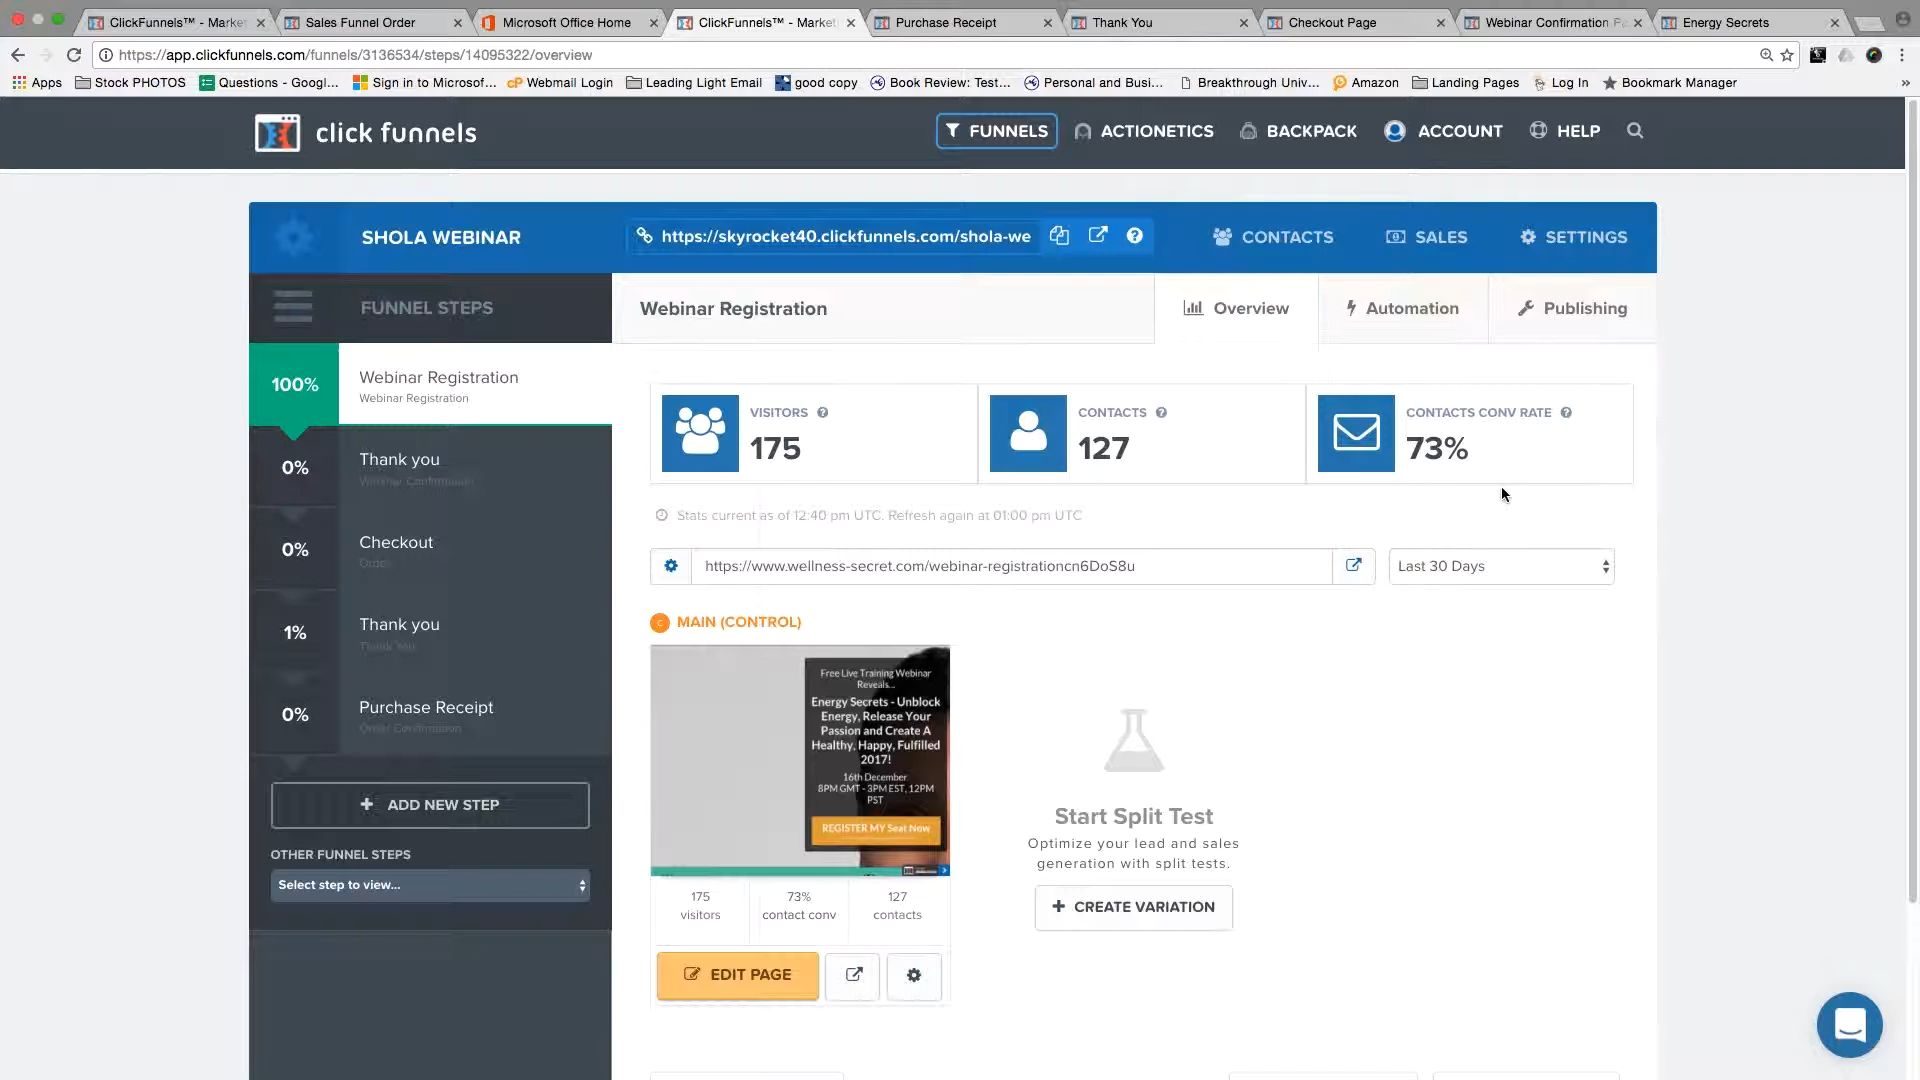 ClickFunnels™ - Market
Sales Funnel Order
Microsoft Office Home
ClickFunnels™ - Market
Purchase Receipt
Thank You
Checkout Page
Webinar Confirmation Pa
Energy Secrets
https://app.clickfunnels.com/funnels/3136534/steps/14095322/overview
Apps
Stock PHOTOS
Questions - Googl...
Sign in to Microsof...
cP Webmail Login
Leading Light Email
good copy
Book Review: Test...
Personal and Busi...
Breakthrough Univ...
Amazon
Landing Pages
Log In
Bookmark Manager
»
click funnels
FUNNELS
ACTIONETICS
BACKPACK
ACCOUNT
HELP
SHOLA WEBINAR
https://skyrocket40.clickfunnels.com/shola-we
CONTACTS
SALES
SETTINGS
FUNNEL STEPS
Webinar Registration
Overview
Automation
Publishing
100%
Webinar Registration
Webinar Registration
0%
Thank you
Webinar Confirmation
0%
Checkout
Order
1%
Thank you
Thank You
0%
Purchase Receipt
Order Confirmation
+ ADD NEW STEP
OTHER FUNNEL STEPS
Select step to view...
VISITORS
175
CONTACTS
127
CONTACTS CONV RATE
73%
Stats current as of 12:40 pm UTC. Refresh again at 01:00 pm UTC
https://www.wellness-secret.com/webinar-registrationcn6DoS8u
Last 30 Days
C MAIN (CONTROL)
Free Live Training Webinar
Reveals...
Energy Secrets - Unblock
Energy, Release Your
Passion and Create A
Healthy, Happy, Fulfilled
2017!
16th December
8PM GMT - 3PM EST, 12PM
PST
REGISTER MY Seat Now
175
visitors
73%
contact conv
127
contacts
EDIT PAGE
Start Split Test
Optimize your lead and sales
generation with split tests.
+ CREATE VARIATION